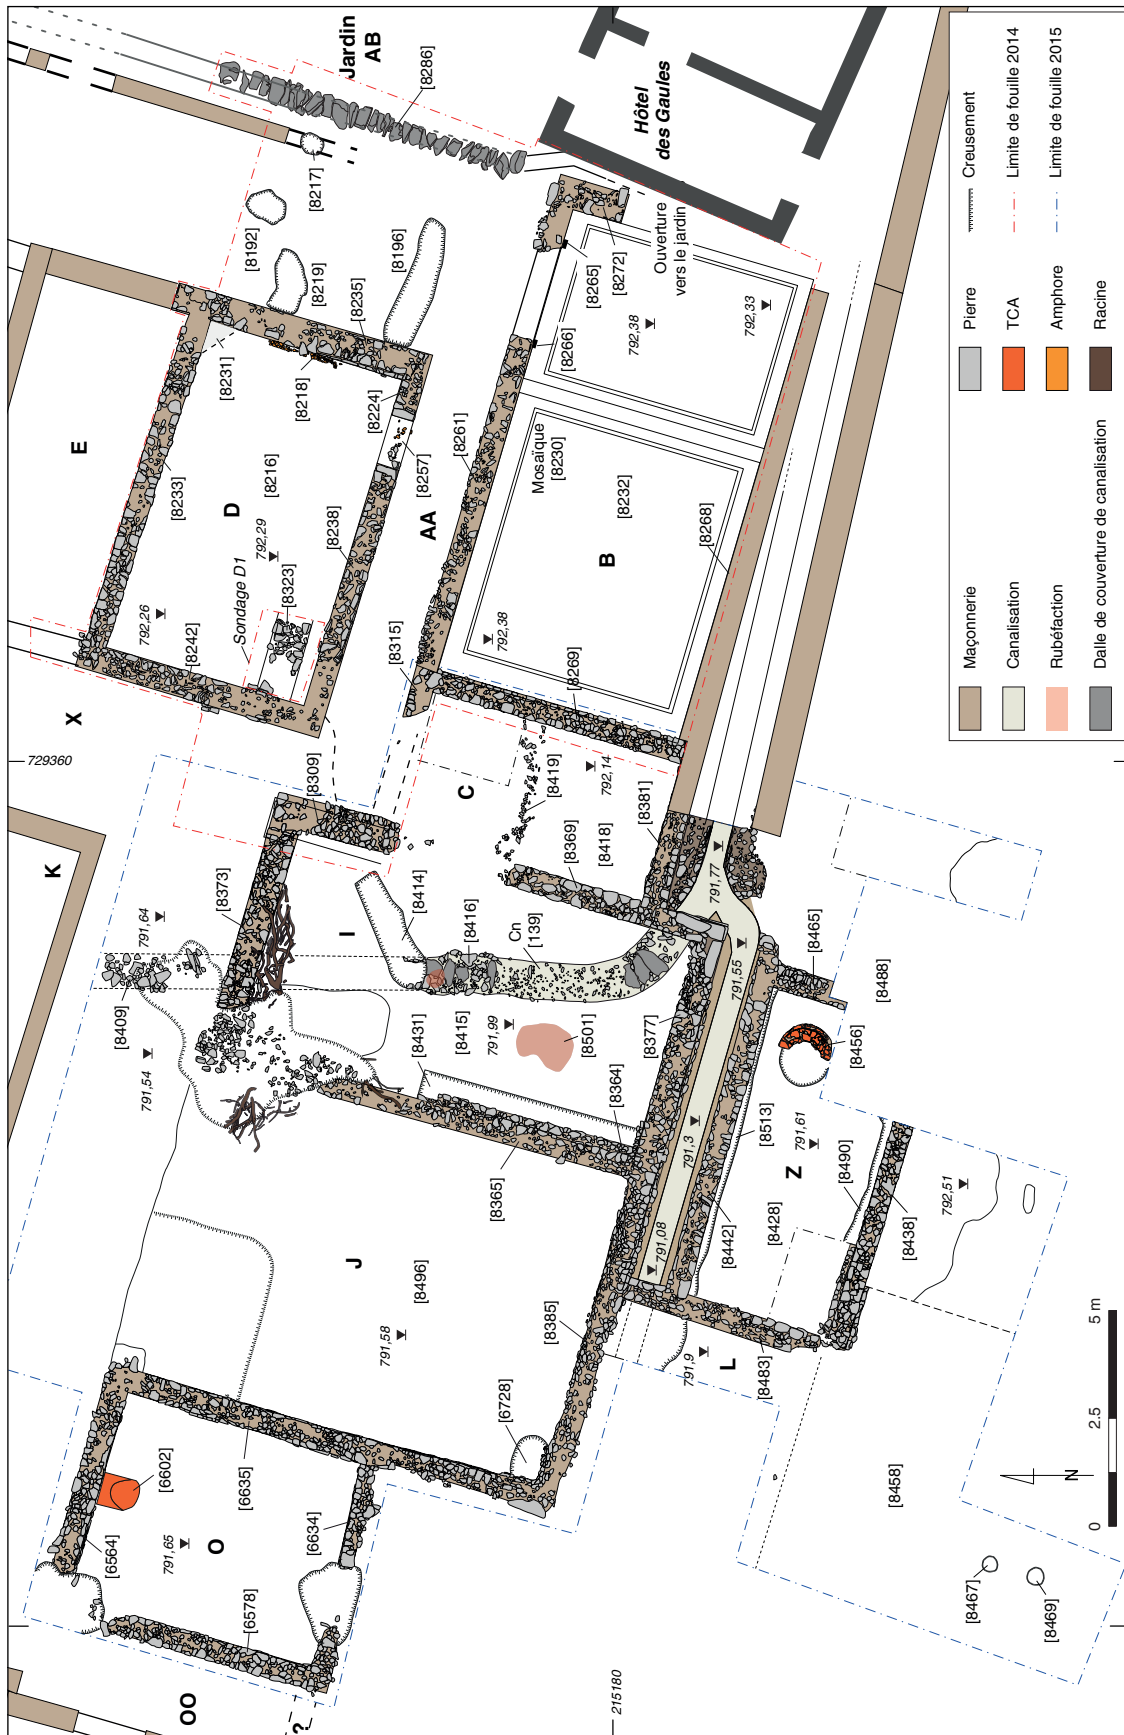 Jardin
AB
[8286]
Hôtel
des Gaules
[8217]
[8192]
[8219]
[8196]
[8235]
[8265]
[8272]
Ouverture
vers le jardin
[8266]
792,38
792,33
E
[8231]
[8218]
[8224]
[8233]
[8216]
D
792,29
[8238]
[8257]
[8261]
AA
Mosaïque
[8230]
[8232]
B
[8268]
792,26
Sondage D1
[8323]
[8242]
[8315]
792,38
[8269]
X
729360
[8309]
C
[8419]
792,14
[8381]
K
[8373]
I
[8414]
[8369]
[8418]
791,77
791,64
[8416]
Cn
[139]
791,55
[8465]
[8488]
[8409]
791,54
[8431]
[8415]
791,99
[8501]
[8377]
[8364]
[8456]
[8365]
791,3
[8513]
791,61
Z
[8490]
[8442]
[8428]
[8438]
792,51
791,08
J
[8496]
791,58
[8385]
791,9
L
[8483]
[6728]
[6602]
[6635]
[6564]
791,65
O
[6634]
[6578]
[8458]
[8467]
[8469]
OO
?
215180
N
0 2.5 5 m
Maçonnerie
Canalisation
Rubéfaction
Dalle de couverture de canalisation
Pierre
TCA
Amphore
Racine
Creusement
Limite de fouille 2014
Limite de fouille 2015